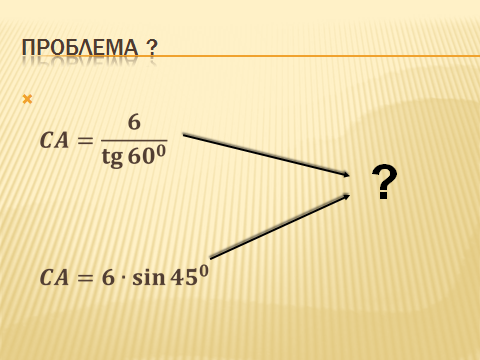 ПРОБЛЕМА ?
CA = 6 / tg 60⁰
?
CA = 6 · sin 45⁰